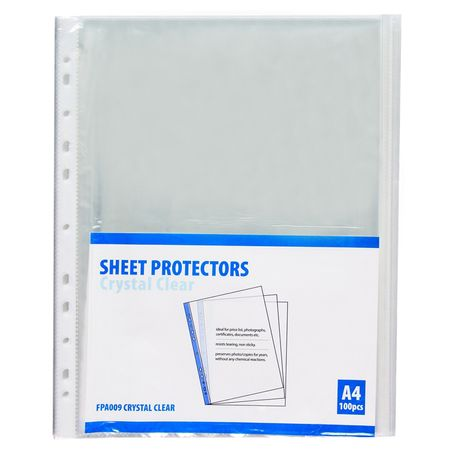 SHEET PROTECTORS
Crystal Clear
ideal for price list, photographs,
certificates, documents etc.
resists tearing, non sticky.
preserves photo/copies for years,
without any chemical reactions.
FPA009 CRYSTAL CLEAR
A4
100pcs